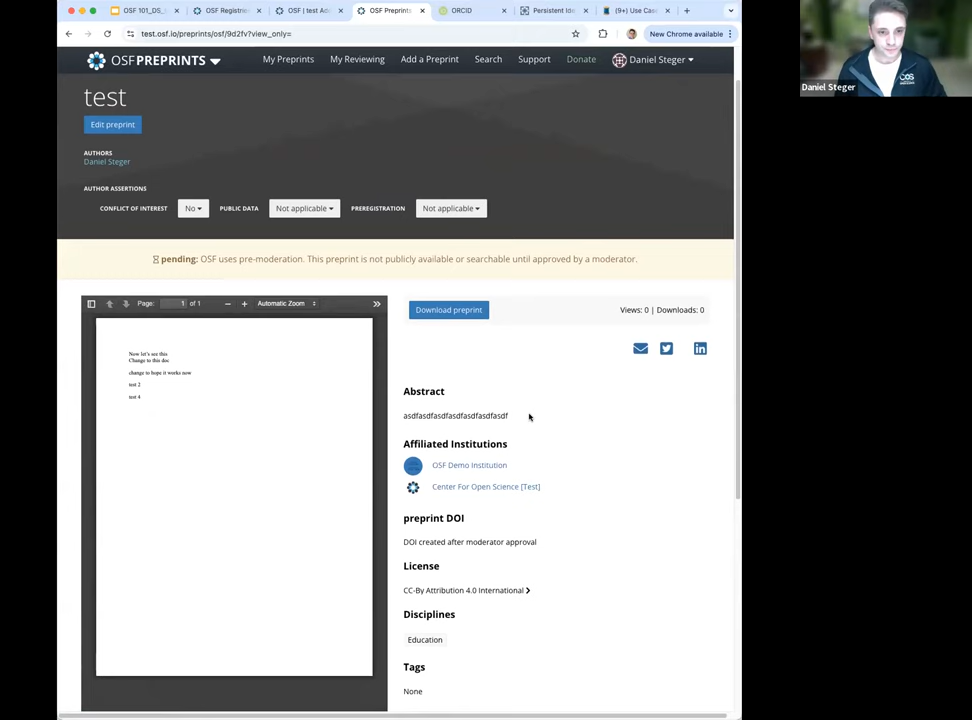 OSF 101_DS_
OSF Registrie
OSF | test Ad
OSF Preprints
ORCID
Persistent Ide
(9+) Use Case
test.osf.io/preprints/osf/9d2fv?view_only=
New Chrome available
OSFPREPRINTS
My Preprints
My Reviewing
Add a Preprint
Search
Support
Donate
Daniel Steger
Daniel Steger
test
Edit preprint
AUTHORS
Daniel Steger
AUTHOR ASSERTIONS
CONFLICT OF INTEREST No PUBLIC DATA Not applicable PREREGISTRATION Not applicable
pending: OSF uses pre-moderation. This preprint is not publicly available or searchable until approved by a moderator.
Page: 1 of 1 Automatic Zoom
Now let's see this
Change to this doc
change to hope it works now
test 2
test 4
Download preprint
Views: 0 | Downloads: 0
Abstract
asdfasdfasdfasdfasdfasdfasdf
Affiliated Institutions
OSF Demo Institution
Center For Open Science [Test]
preprint DOI
DOI created after moderator approval
License
CC-By Attribution 4.0 International
Disciplines
Education
Tags
None